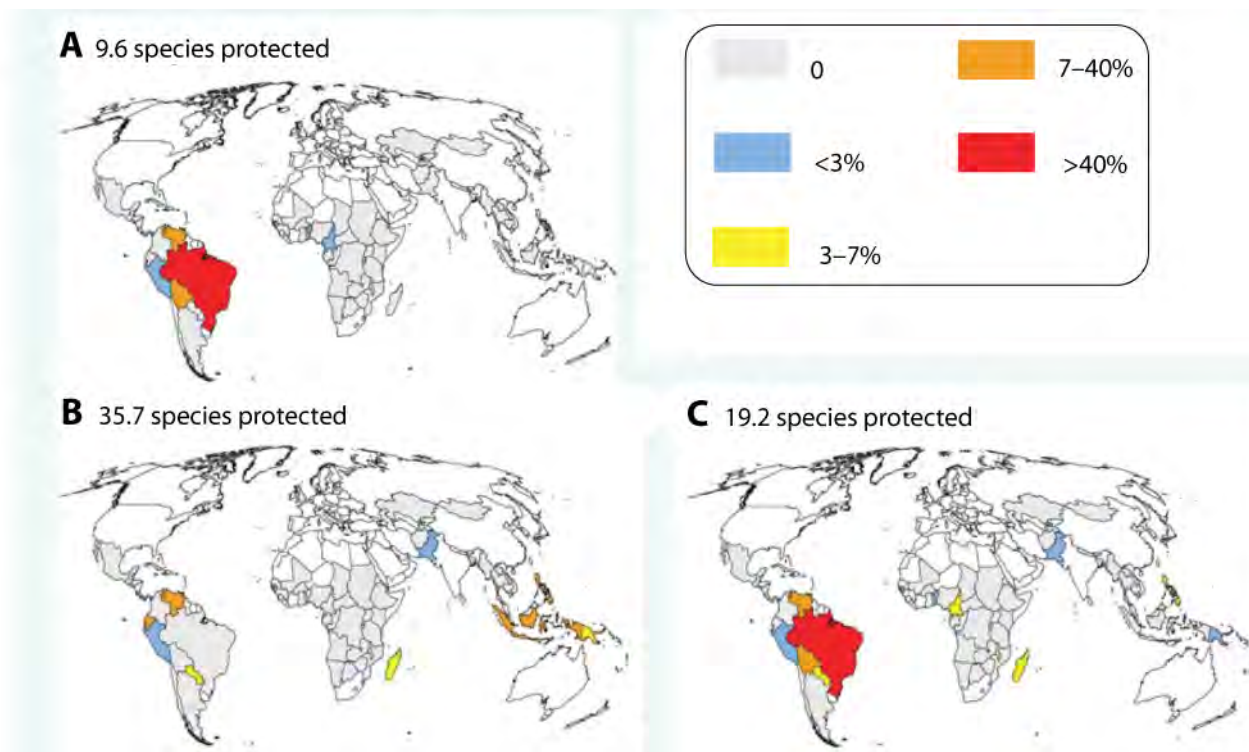 A 9.6 species protected
0
7–40%
<3%
>40%
3–7%
B 35.7 species protected
C 19.2 species protected